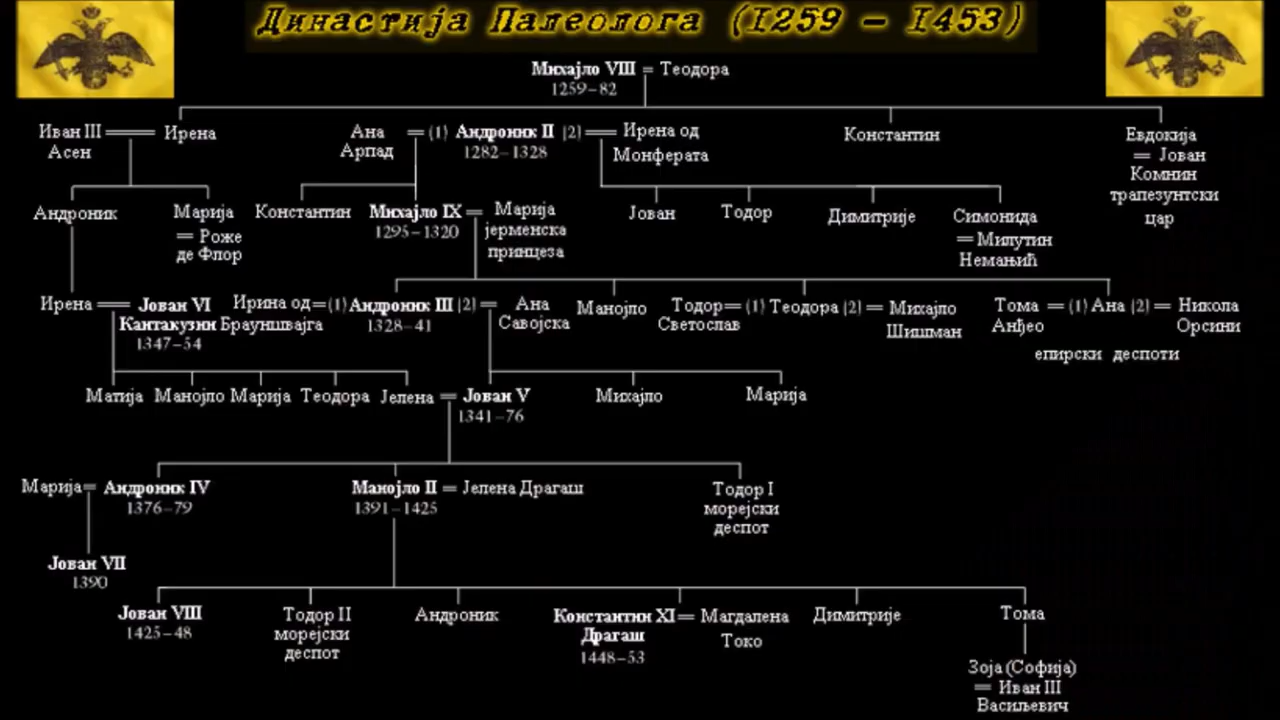 Династија Палеолога (1259 – 1453)
Михајло VIII = Теодора
1259–82
Иван III Ирена Ана = (1) Андроник II (2) Ирена од Константин Евдокија
Асен Арпад 1282–1328 Монферата = Јован
Комнин
трапезунтски
цар
Андроник Марија Константин Михајло IX = Марија Јован Тодор Димитрије Симонида
= Роже 1295–1320 јерменска = Милутин
де Флор принцеза Немањић
Ирена Јован VI Ирина од = (1) Андроник III (2) = Ана Манојло Тодор = (1) Теодора (2) = Михајло Тома = (1) Ана (2) = Никола
Кантакузин Брауншвајга 1328–41 Савојска Светослав Шишман Анђео Орсини
1347–54 епирски деспоти
Матија Манојло Марија Теодора Јелена = Јован V Михајло Марија
1341–76
Марија = Андроник IV Манојло II = Јелена Драгаш Тодор I
1376–79 1391–1425 морејски
деспот
Јован VII
1390
Јован VIII Тодор II Андроник Константин XI = Магдалена Димитрије Тома
1425–48 морејски Драгаш Токо
деспот 1448–53
Зоја (Софија)
= Иван III
Васиљевич